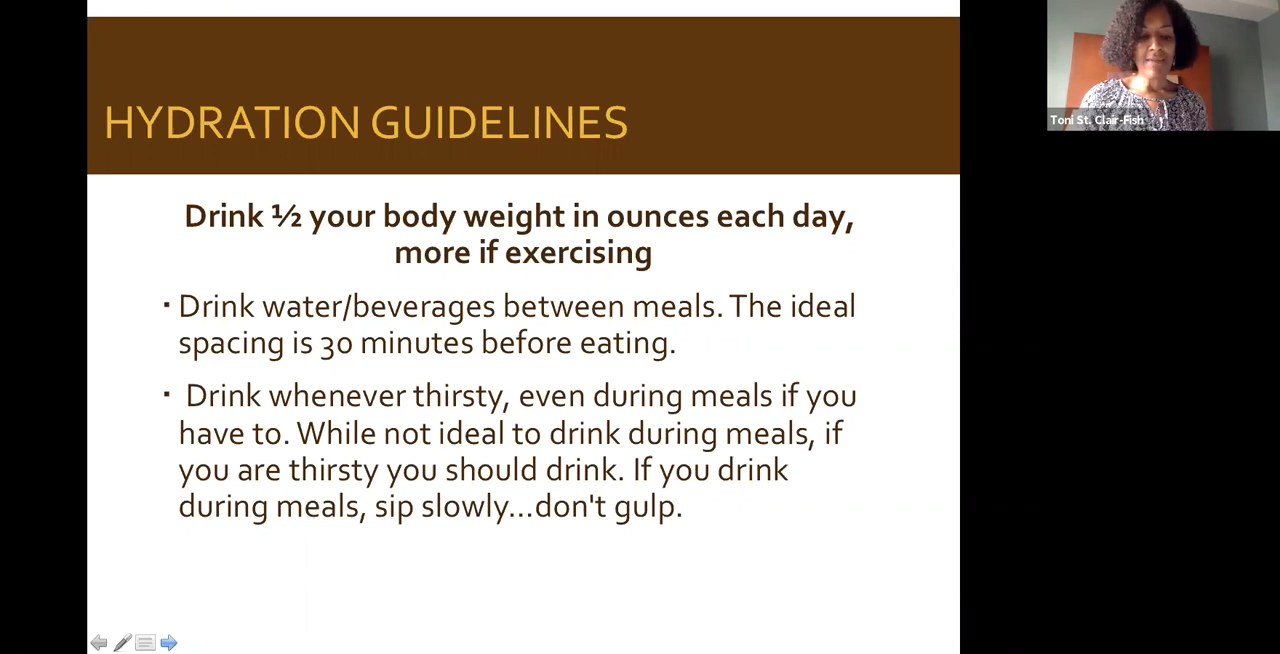 HYDRATION GUIDELINES
Drink ½ your body weight in ounces each day,
more if exercising
▪ Drink water/beverages between meals. The ideal
spacing is 30 minutes before eating.
▪ Drink whenever thirsty, even during meals if you
have to. While not ideal to drink during meals, if
you are thirsty you should drink. If you drink
during meals, sip slowly...don't gulp.
Toni St. Clair-Fish